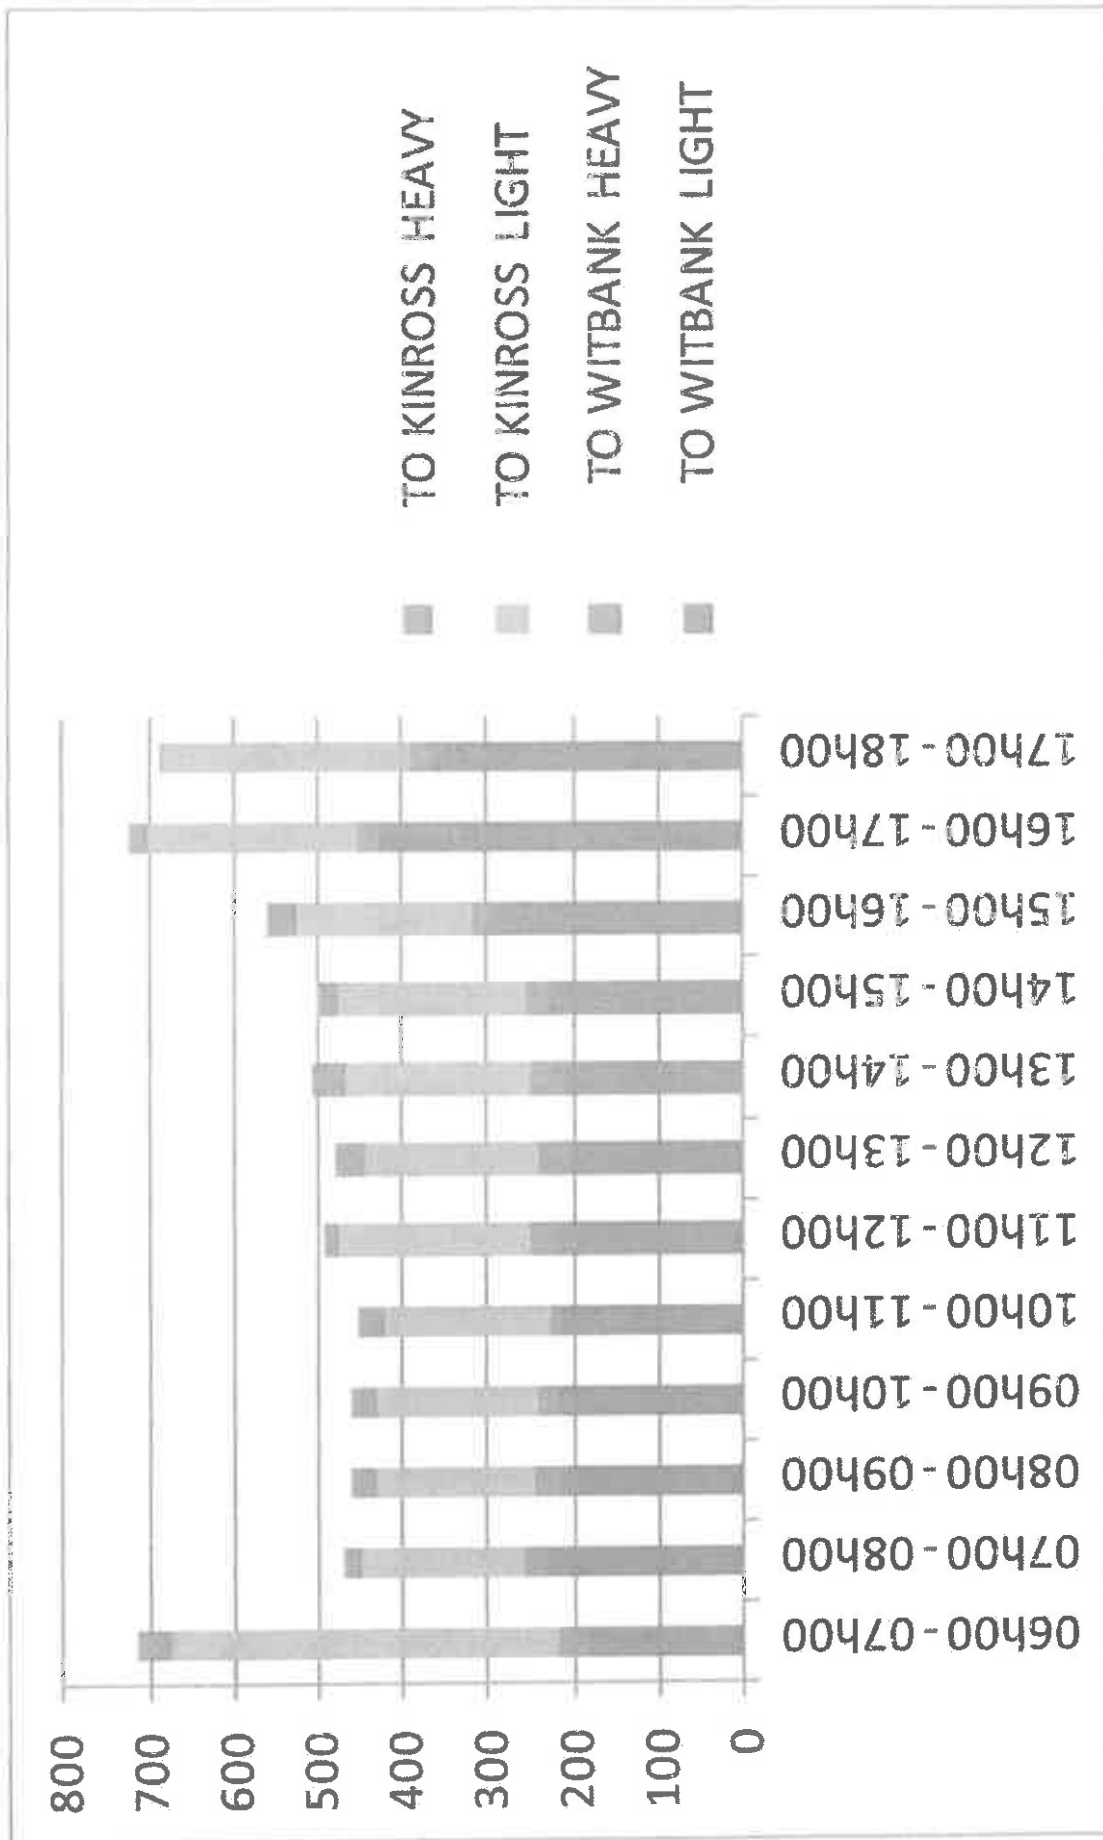 800
700
600
500
400
300
200
100
0
06h00 - 07h00
07h00 - 08h00
08h00 - 09h00
09h00 - 10h00
10h00 - 11h00
11h00 - 12h00
12h00 - 13h00
13h00 - 14h00
14h00 - 15h00
15h00 - 16h00
16h00 - 17h00
17h00 - 18h00
TO KINROSS HEAVY
TO KINROSS LIGHT
TO WITBANK HEAVY
TO WITBANK LIGHT